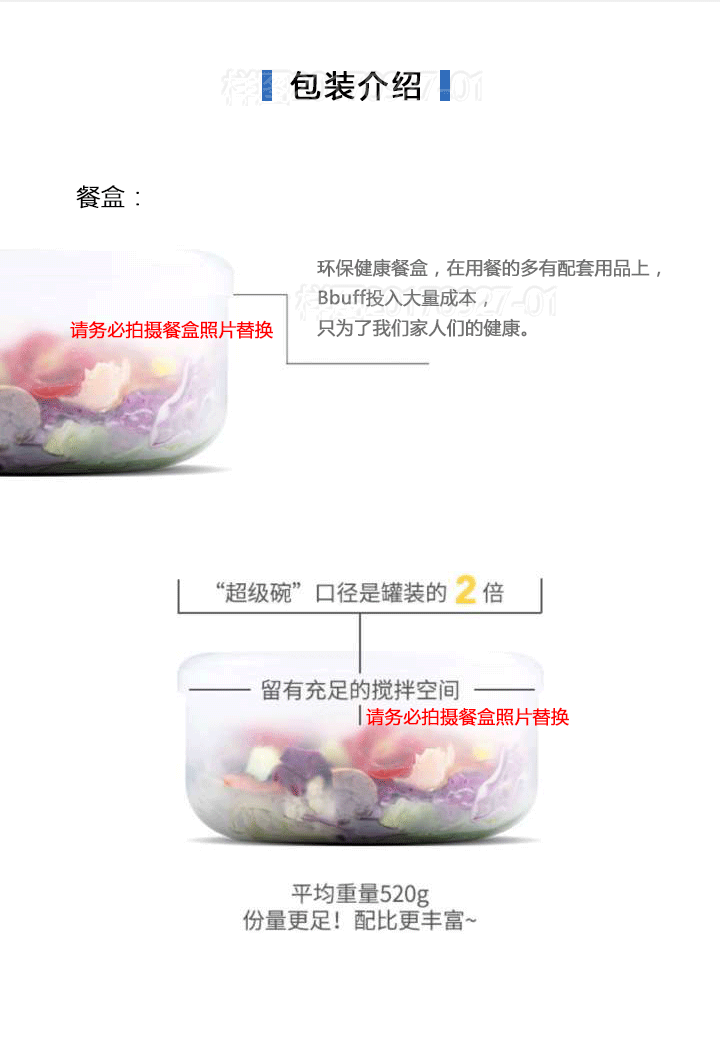 包装介绍
餐盒：
环保健康餐盒，在用餐的多有配套用品上，
Bbuff投入大量成本，
只为了我们家人们的健康。
请务必拍摄餐盒照片替换
“超级碗”口径是罐装的2倍
留有充足的搅拌空间
请务必拍摄餐盒照片替换
平均重量520g
份量更足！配比更丰富~